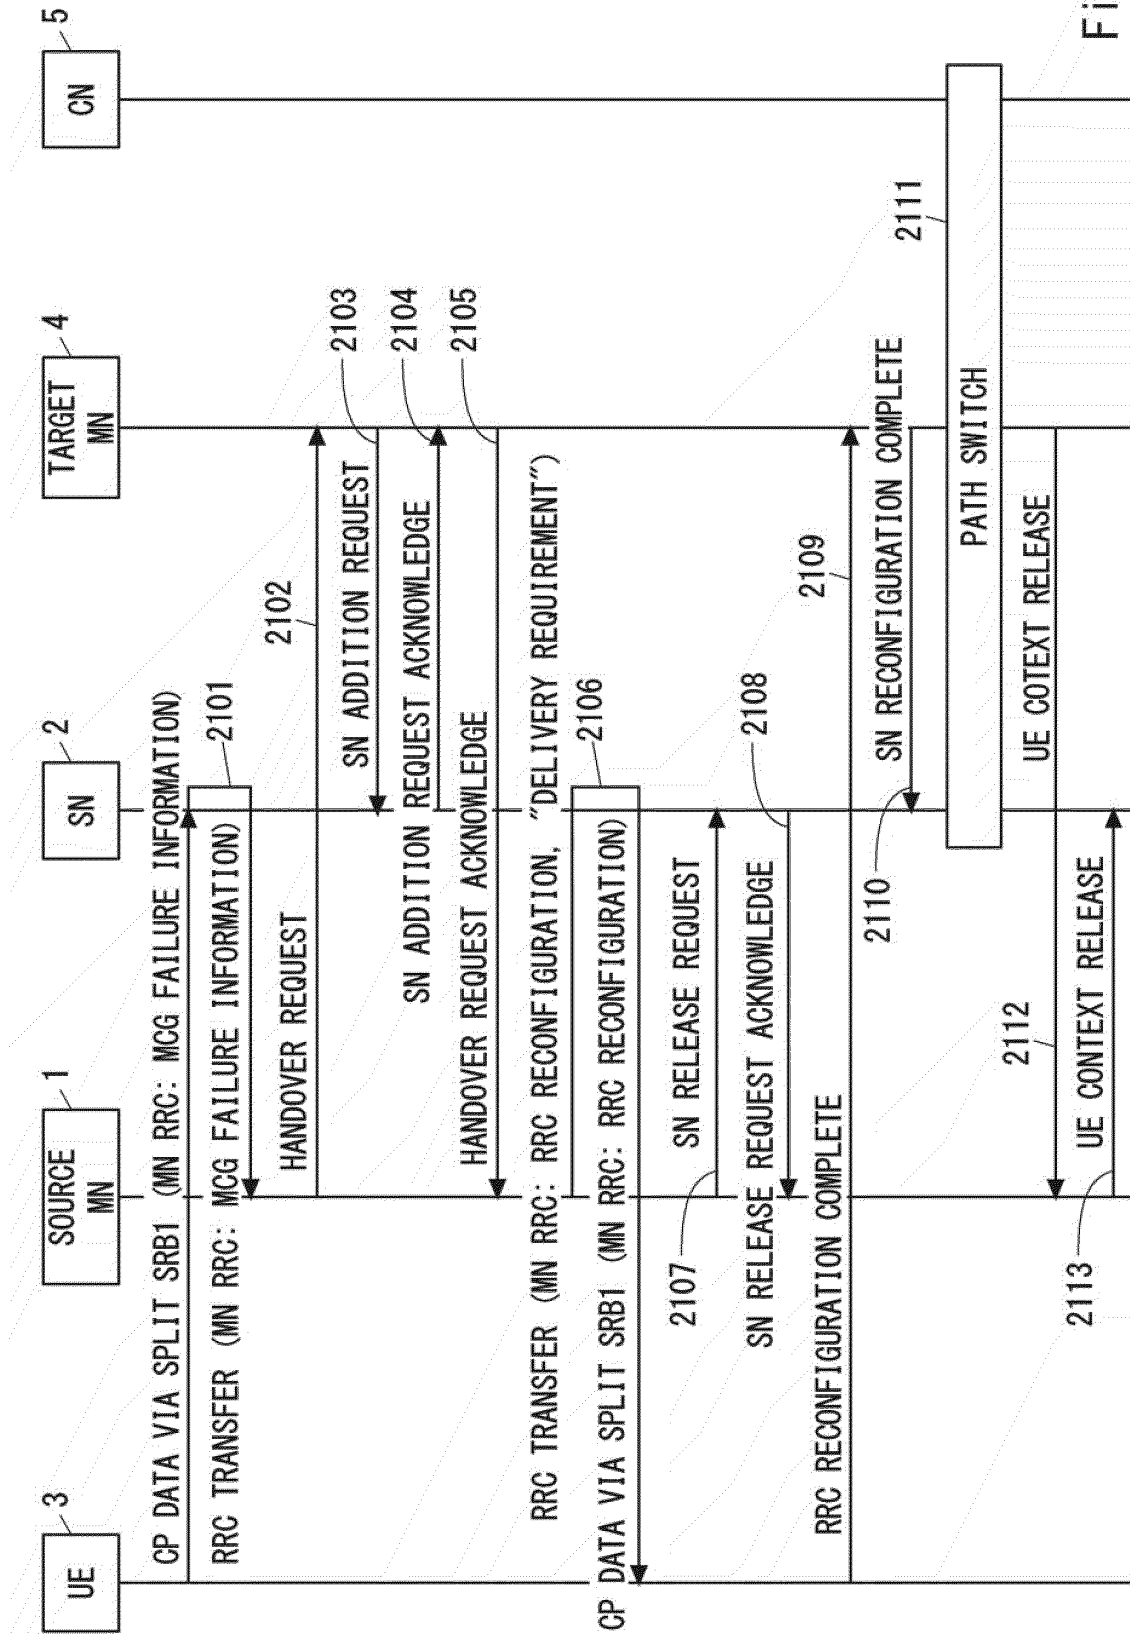 UE
3
SOURCE
MN
1
SN
2
TARGET
MN
4
CN
5
CP DATA VIA SPLIT SRB1 (MN RRC: MCG FAILURE INFORMATION)
RRC TRANSFER (MN RRC: MCG FAILURE INFORMATION)
2101
HANDOVER REQUEST
2102
SN ADDITION REQUEST
2103
SN ADDITION REQUEST ACKNOWLEDGE
2104
HANDOVER REQUEST ACKNOWLEDGE
2105
RRC TRANSFER (MN RRC: RRC RECONFIGURATION, "DELIVERY REQUIREMENT")
CP DATA VIA SPLIT SRB1 (MN RRC: RRC RECONFIGURATION)
2106
2107
SN RELEASE REQUEST
SN RELEASE REQUEST ACKNOWLEDGE
2108
RRC RECONFIGURATION COMPLETE
2109
2110
SN RECONFIGURATION COMPLETE
PATH SWITCH
2111
2112
UE COTEXT RELEASE
2113
UE CONTEXT RELEASE
Fi